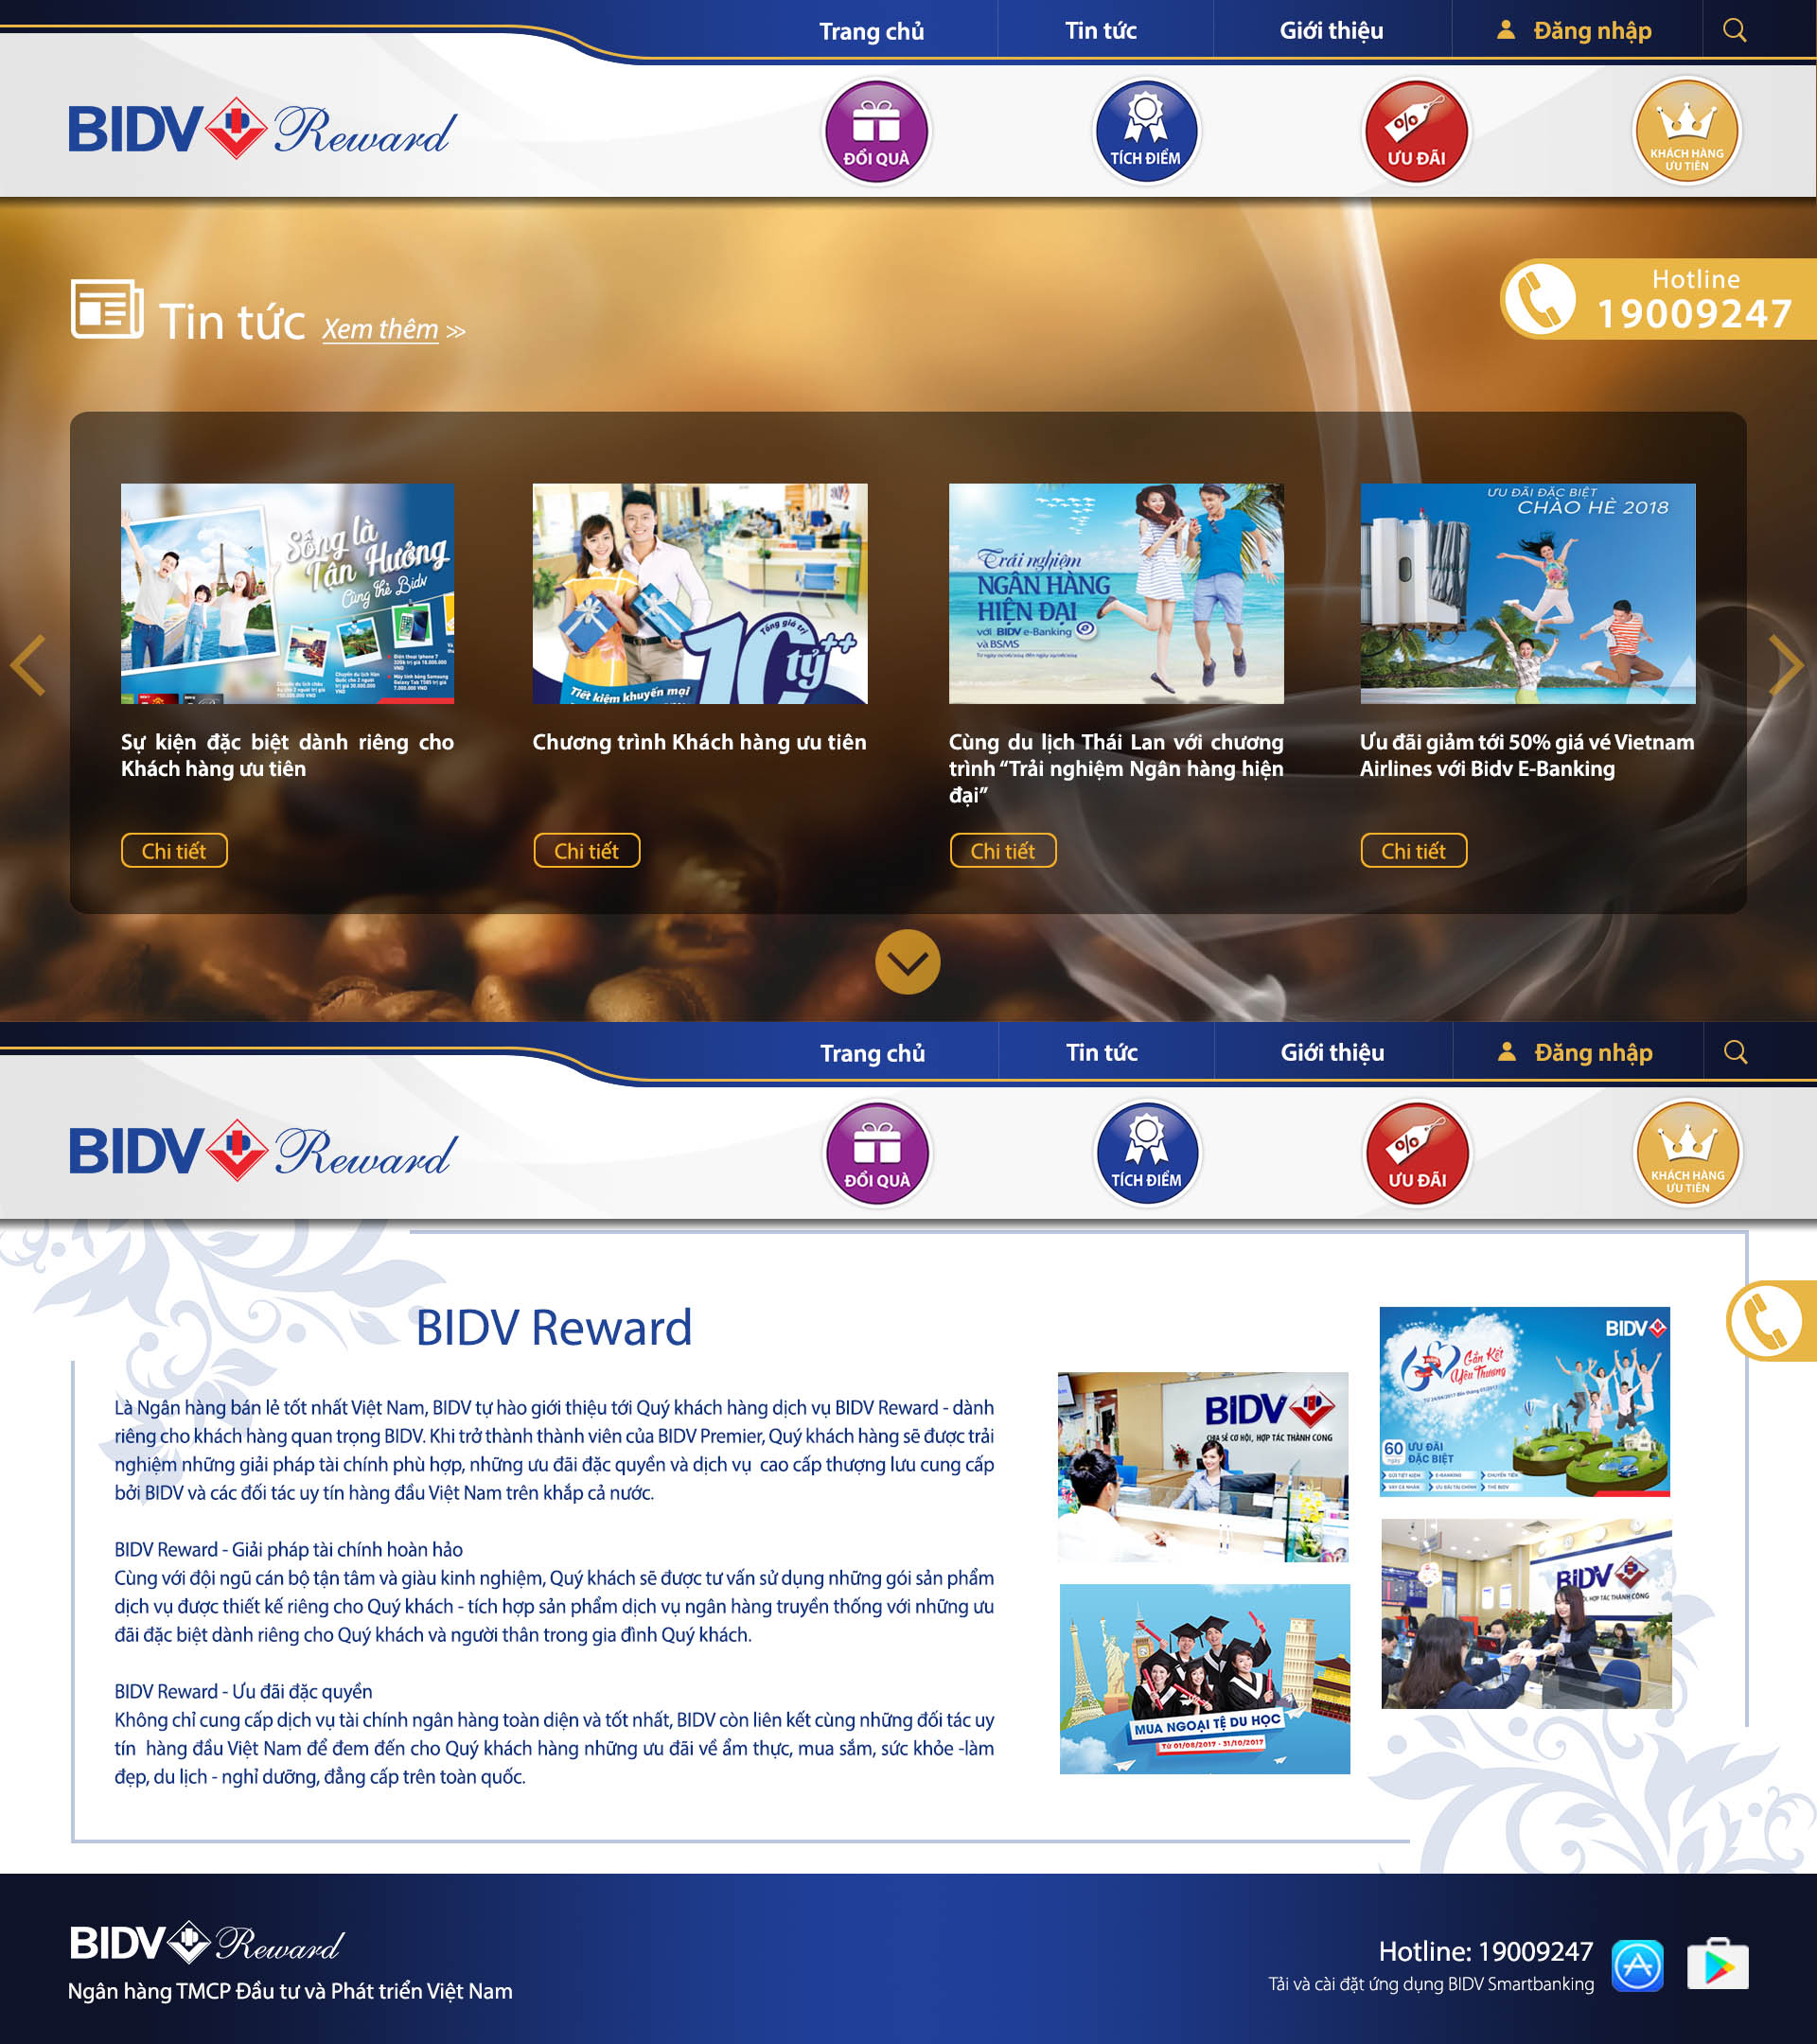 Trang chủ
Tin tức
Giới thiệu
Đăng nhập
BIDV Reward
ĐỔI QUÀ
TÍCH ĐIỂM
ƯU ĐÃI
KHÁCH HÀNG
ƯU TIÊN
Tin tức Xem thêm >>
Hotline
19009247
Sống là
Tận Hưởng
Cùng thẻ Bidv
Tổng giá trị
10 tỷ++
Tiết kiệm khuyến mại
Trải nghiệm
NGÂN HÀNG
HIỆN ĐẠI
với BIDV e-Banking
và BSMS
ƯU ĐÃI ĐẶC BIỆT
CHÀO HÈ 2018
Sự kiện đặc biệt dành riêng cho
Khách hàng ưu tiên
Chương trình Khách hàng ưu tiên
Cùng du lịch Thái Lan với chương
trình “Trải nghiệm Ngân hàng hiện
đại”
Ưu đãi giảm tới 50% giá vé Vietnam
Airlines với Bidv E-Banking
Chi tiết
Chi tiết
Chi tiết
Chi tiết
Trang chủ
Tin tức
Giới thiệu
Đăng nhập
BIDV Reward
ĐỔI QUÀ
TÍCH ĐIỂM
ƯU ĐÃI
KHÁCH HÀNG
ƯU TIÊN
BIDV Reward
Là Ngân hàng bán lẻ tốt nhất Việt Nam, BIDV tự hào giới thiệu tới Quý khách hàng dịch vụ BIDV Reward - dành
riêng cho khách hàng quan trọng BIDV. Khi trở thành thành viên của BIDV Premier, Quý khách hàng sẽ được trải
nghiệm những giải pháp tài chính phù hợp, những ưu đãi đặc quyền và dịch vụ cao cấp thượng lưu cung cấp
bởi BIDV và các đối tác uy tín hàng đầu Việt Nam trên khắp cả nước.
BIDV Reward - Giải pháp tài chính hoàn hảo
Cùng với đội ngũ cán bộ tận tâm và giàu kinh nghiệm, Quý khách sẽ được tư vấn sử dụng những gói sản phẩm
dịch vụ được thiết kế riêng cho Quý khách - tích hợp sản phẩm dịch vụ ngân hàng truyền thống với những ưu
đãi đặc biệt dành riêng cho Quý khách và người thân trong gia đình Quý khách.
BIDV Reward - Ưu đãi đặc quyền
Không chỉ cung cấp dịch vụ tài chính ngân hàng toàn diện và tốt nhất, BIDV còn liên kết cùng những đối tác uy
tín hàng đầu Việt Nam để đem đến cho Quý khách hàng những ưu đãi về ẩm thực, mua sắm, sức khỏe -làm
đẹp, du lịch - nghỉ dưỡng, đẳng cấp trên toàn quốc.
BIDV
CHIA SẺ CƠ HỘI, HỢP TÁC THÀNH CÔNG
BIDV
Gắn Kết
Yêu Thương
60
ngày
ƯU ĐÃI
ĐẶC BIỆT
MUA NGOẠI TỆ DU HỌC
TỪ 01/08/2017 - 31/10/2017
BIDV
HỢP TÁC THÀNH CÔNG
BIDV Reward
Ngân hàng TMCP Đầu tư và Phát triển Việt Nam
Hotline: 19009247
Tải và cài đặt ứng dụng BIDV Smartbanking